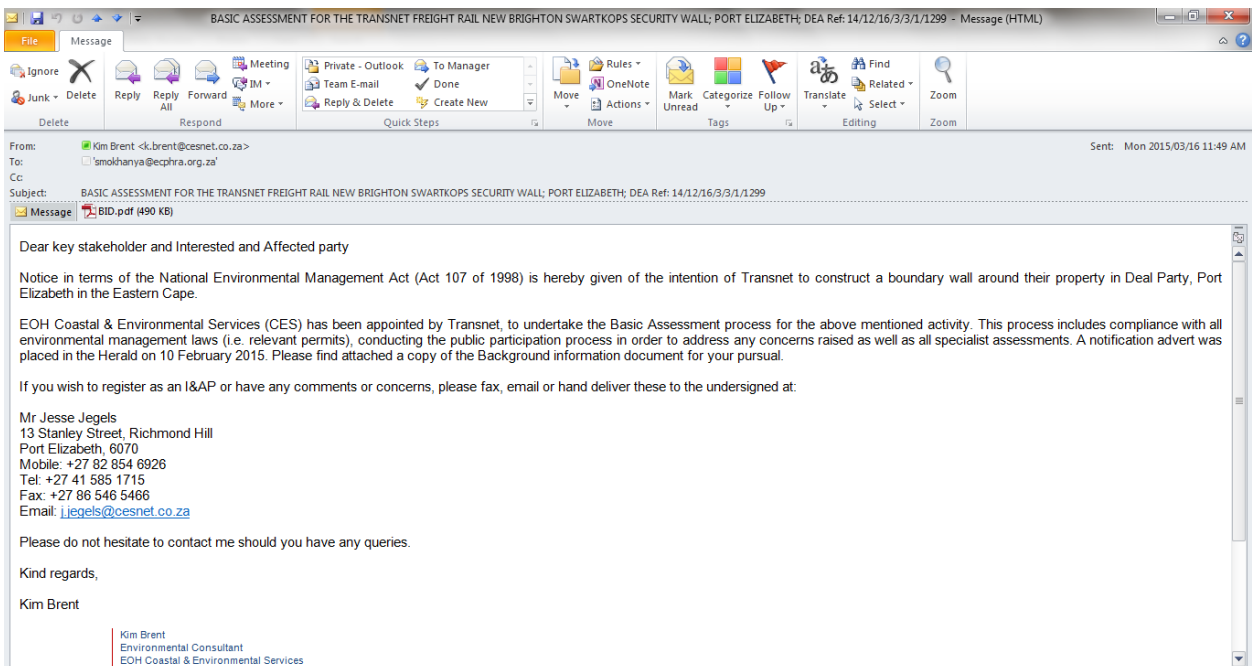 BASIC ASSESSMENT FOR THE TRANSNET FREIGHT RAIL NEW BRIGHTON SWARTKOPS SECURITY WALL; PORT ELIZABETH; DEA Ref: 14/12/16/3/3/1/1299 - Message (HTML)
File Message
Ignore
Junk
Delete
Delete
Reply
Reply All
Forward
Meeting
IM
More
Respond
Private - Outlook
Team E-mail
Reply & Delete
To Manager
Done
Create New
Quick Steps
Move
Rules
OneNote
Actions
Move
Mark Unread
Categorize
Follow Up
Tags
Translate
Find
Related
Select
Editing
Zoom
Zoom
From: Kim Brent <k.brent@cesnet.co.za> Sent: Mon 2015/03/16 11:49 AM
To: 'smokhanya@ecphra.org.za'
Cc:
Subject: BASIC ASSESSMENT FOR THE TRANSNET FREIGHT RAIL NEW BRIGHTON SWARTKOPS SECURITY WALL; PORT ELIZABETH; DEA Ref: 14/12/16/3/3/1/1299
Message BID.pdf (490 KB)
Dear key stakeholder and Interested and Affected party
Notice in terms of the National Environmental Management Act (Act 107 of 1998) is hereby given of the intention of Transnet to construct a boundary wall around their property in Deal Party, Port
Elizabeth in the Eastern Cape.
EOH Coastal & Environmental Services (CES) has been appointed by Transnet, to undertake the Basic Assessment process for the above mentioned activity. This process includes compliance with all
environmental management laws (i.e. relevant permits), conducting the public participation process in order to address any concerns raised as well as all specialist assessments. A notification advert was
placed in the Herald on 10 February 2015. Please find attached a copy of the Background information document for your pursual.
If you wish to register as an I&AP or have any comments or concerns, please fax, email or hand deliver these to the undersigned at:
Mr Jesse Jegels
13 Stanley Street, Richmond Hill
Port Elizabeth, 6070
Mobile: +27 82 854 6926
Tel: +27 41 585 1715
Fax: +27 86 546 5466
Email: j.jegels@cesnet.co.za
Please do not hesitate to contact me should you have any queries.
Kind regards,
Kim Brent
Kim Brent
Environmental Consultant
EOH Coastal & Environmental Services